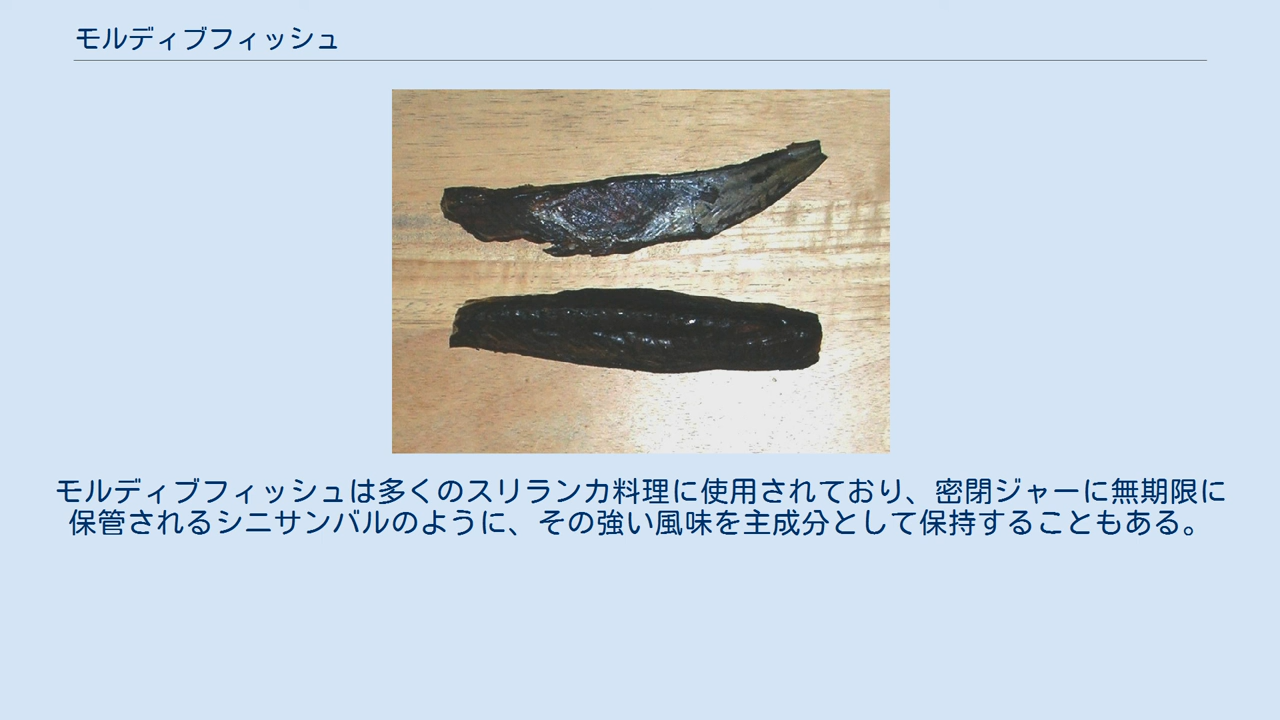 モルディブフィッシュ
モルディブフィッシュは多くのスリランカ料理に使用されており、密閉ジャーに無期限に
保管されるシニサンバルのように、その強い風味を主成分として保持することもある。